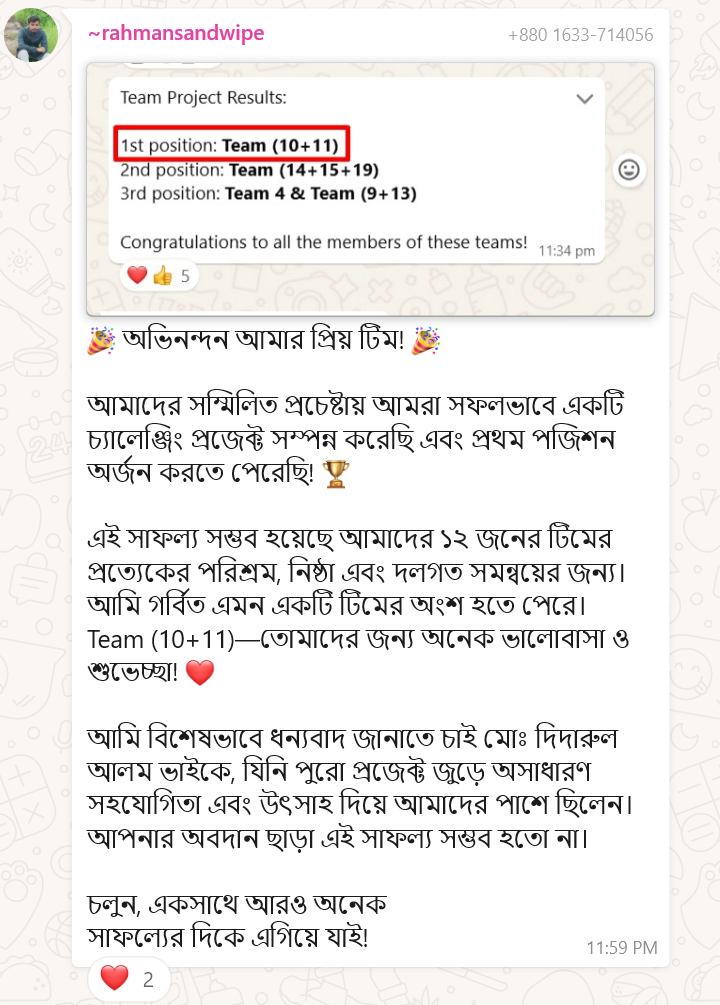 ~rahmansandwipe
+880 1633-714056
Team Project Results:
1st position: Team (10+11)
2nd position: Team (14+15+19)
3rd position: Team 4 & Team (9+13)
Congratulations to all the members of these teams!
11:34 pm
❤️👍 5
🎉 অভিনন্দন আমার প্রিয় টিম! 🎉
আমাদের সম্মিলিত প্রচেষ্টায় আমরা সফলভাবে একটি
চ্যালেঞ্জিং প্রজেক্ট সম্পন্ন করেছি এবং প্রথম পজিশন
অর্জন করতে পেরেছি! 🏆
এই সাফল্য সম্ভব হয়েছে আমাদের ১২ জনের টিমের
প্রত্যেকের পরিশ্রম, নিষ্ঠা এবং দলগত সমন্বয়ের জন্য।
আমি গর্বিত এমন একটি টিমের অংশ হতে পেরে।
Team (10+11)—তোমাদের জন্য অনেক ভালোবাসা ও
শুভেচ্ছা! ❤️
আমি বিশেষভাবে ধন্যবাদ জানাতে চাই মোঃ দিদারুল
আলম ভাইকে, যিনি পুরো প্রজেক্ট জুড়ে অসাধারণ
সহযোগিতা এবং উৎসাহ দিয়ে আমাদের পাশে ছিলেন।
আপনার অবদান ছাড়া এই সাফল্য সম্ভব হতো না।
চলুন, একসাথে আরও অনেক
সাফল্যের দিকে এগিয়ে যাই!
11:59 PM
❤️ 2